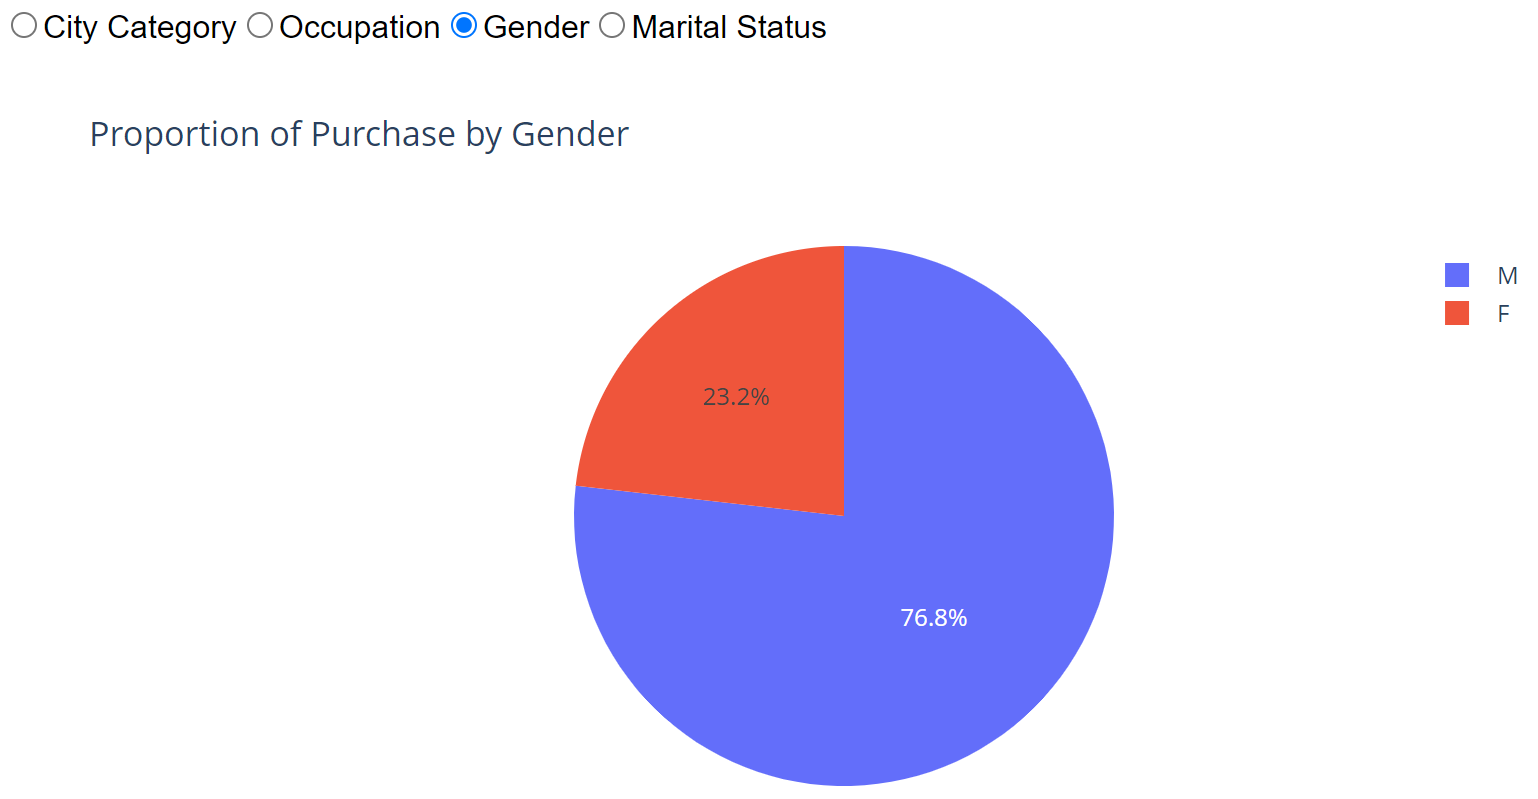 City Category Occupation Gender Marital Status
Proportion of Purchase by Gender
M
F
23.2%
76.8%